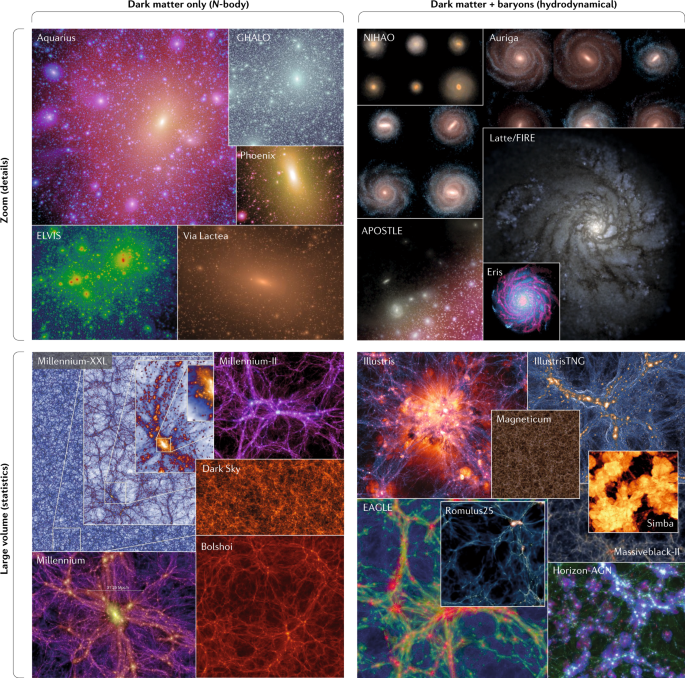 Dark matter only (N-body)
Dark matter + baryons (hydrodynamical)
Zoom (details)
Aquarius
GHALO
Phoenix
ELVIS
Via Lactea
NIHAO
Auriga
Latte/FIRE
APOSTLE
Eris
Large volume (statistics)
Millennium-XXL
Millennium-II
Dark Sky
Millennium
Bolshoi
Illustris
IllustrisTNG
Magneticum
Simba
EAGLE
Romulus25
Massiveblack-II
Horizon-AGN